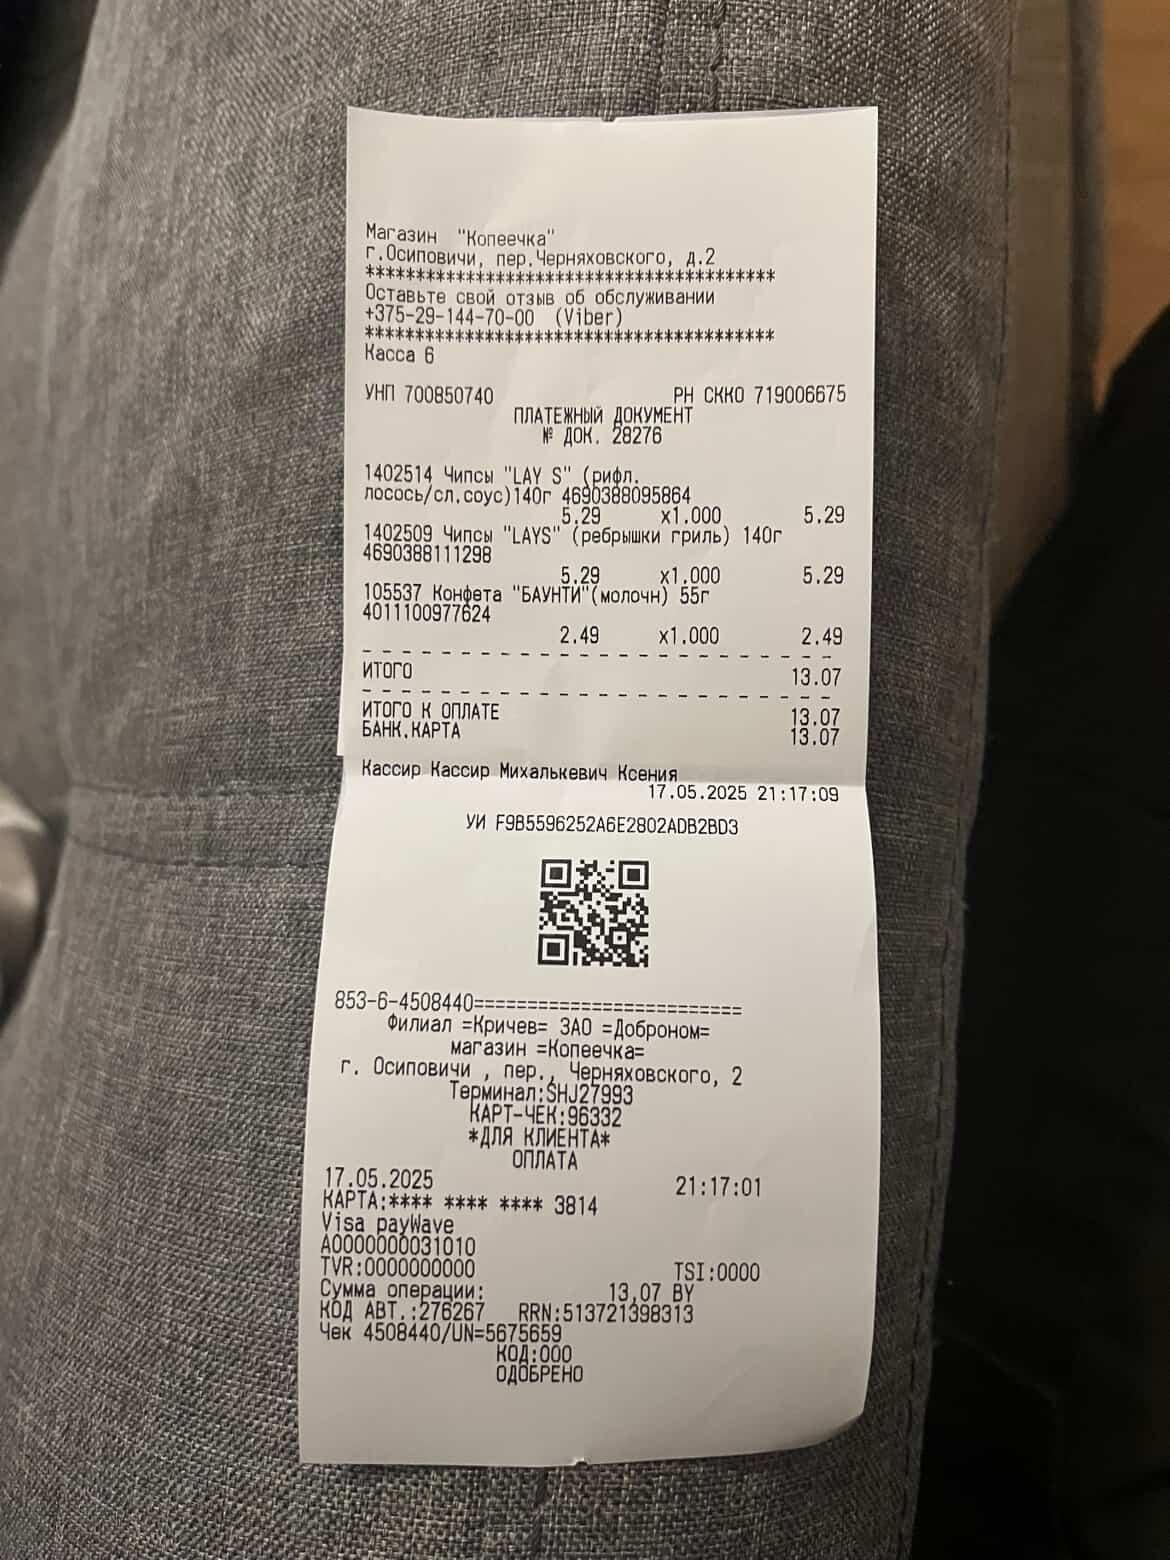 Магазин "Копеечка"
г.Осиповичи, пер.Черняховского, д.2
*****************************************
Оставьте свой отзыв об обслуживании
+375-29-144-70-00 (Viber)
*****************************************
Касса 6
УНП 700850740 РН СККО 719006675
ПЛАТЕЖНЫЙ ДОКУМЕНТ
№ ДОК. 28276
1402514 Чипсы "LAY S" (рифл.
лосось/сл.соус)140г 4690388095864
5.29 x1.000 5.29
1402509 Чипсы "LAYS" (ребрышки гриль) 140г
4690388111298
5.29 x1.000 5.29
105537 Конфета "БАУНТИ"(молочн) 55г
4011100977624
2.49 x1.000 2.49
ИТОГО 13.07
ИТОГО К ОПЛАТЕ 13.07
БАНК.КАРТА 13.07
Кассир Кассир Михалькевич Ксения
17.05.2025 21:17:09
УИ F9B5596252A6E2802ADB2BD3
853-6-4508440=========================
Филиал =Кричев= ЗАО =Доброном=
магазин =Копеечка=
г. Осиповичи , пер., Черняховского, 2
Терминал:SHJ27993
КАРТ-ЧЕК:96332
*ДЛЯ КЛИЕНТА*
ОПЛАТА
17.05.2025 21:17:01
КАРТА:**** **** **** 3814
Visa payWave
A0000000031010
TVR:0000000000 TSI:0000
Сумма операции: 13,07 BY
КОД АВТ.:276267 RRN:513721398313
Чек 4508440/UN=5675659
КОД:000
ОДОБРЕНО